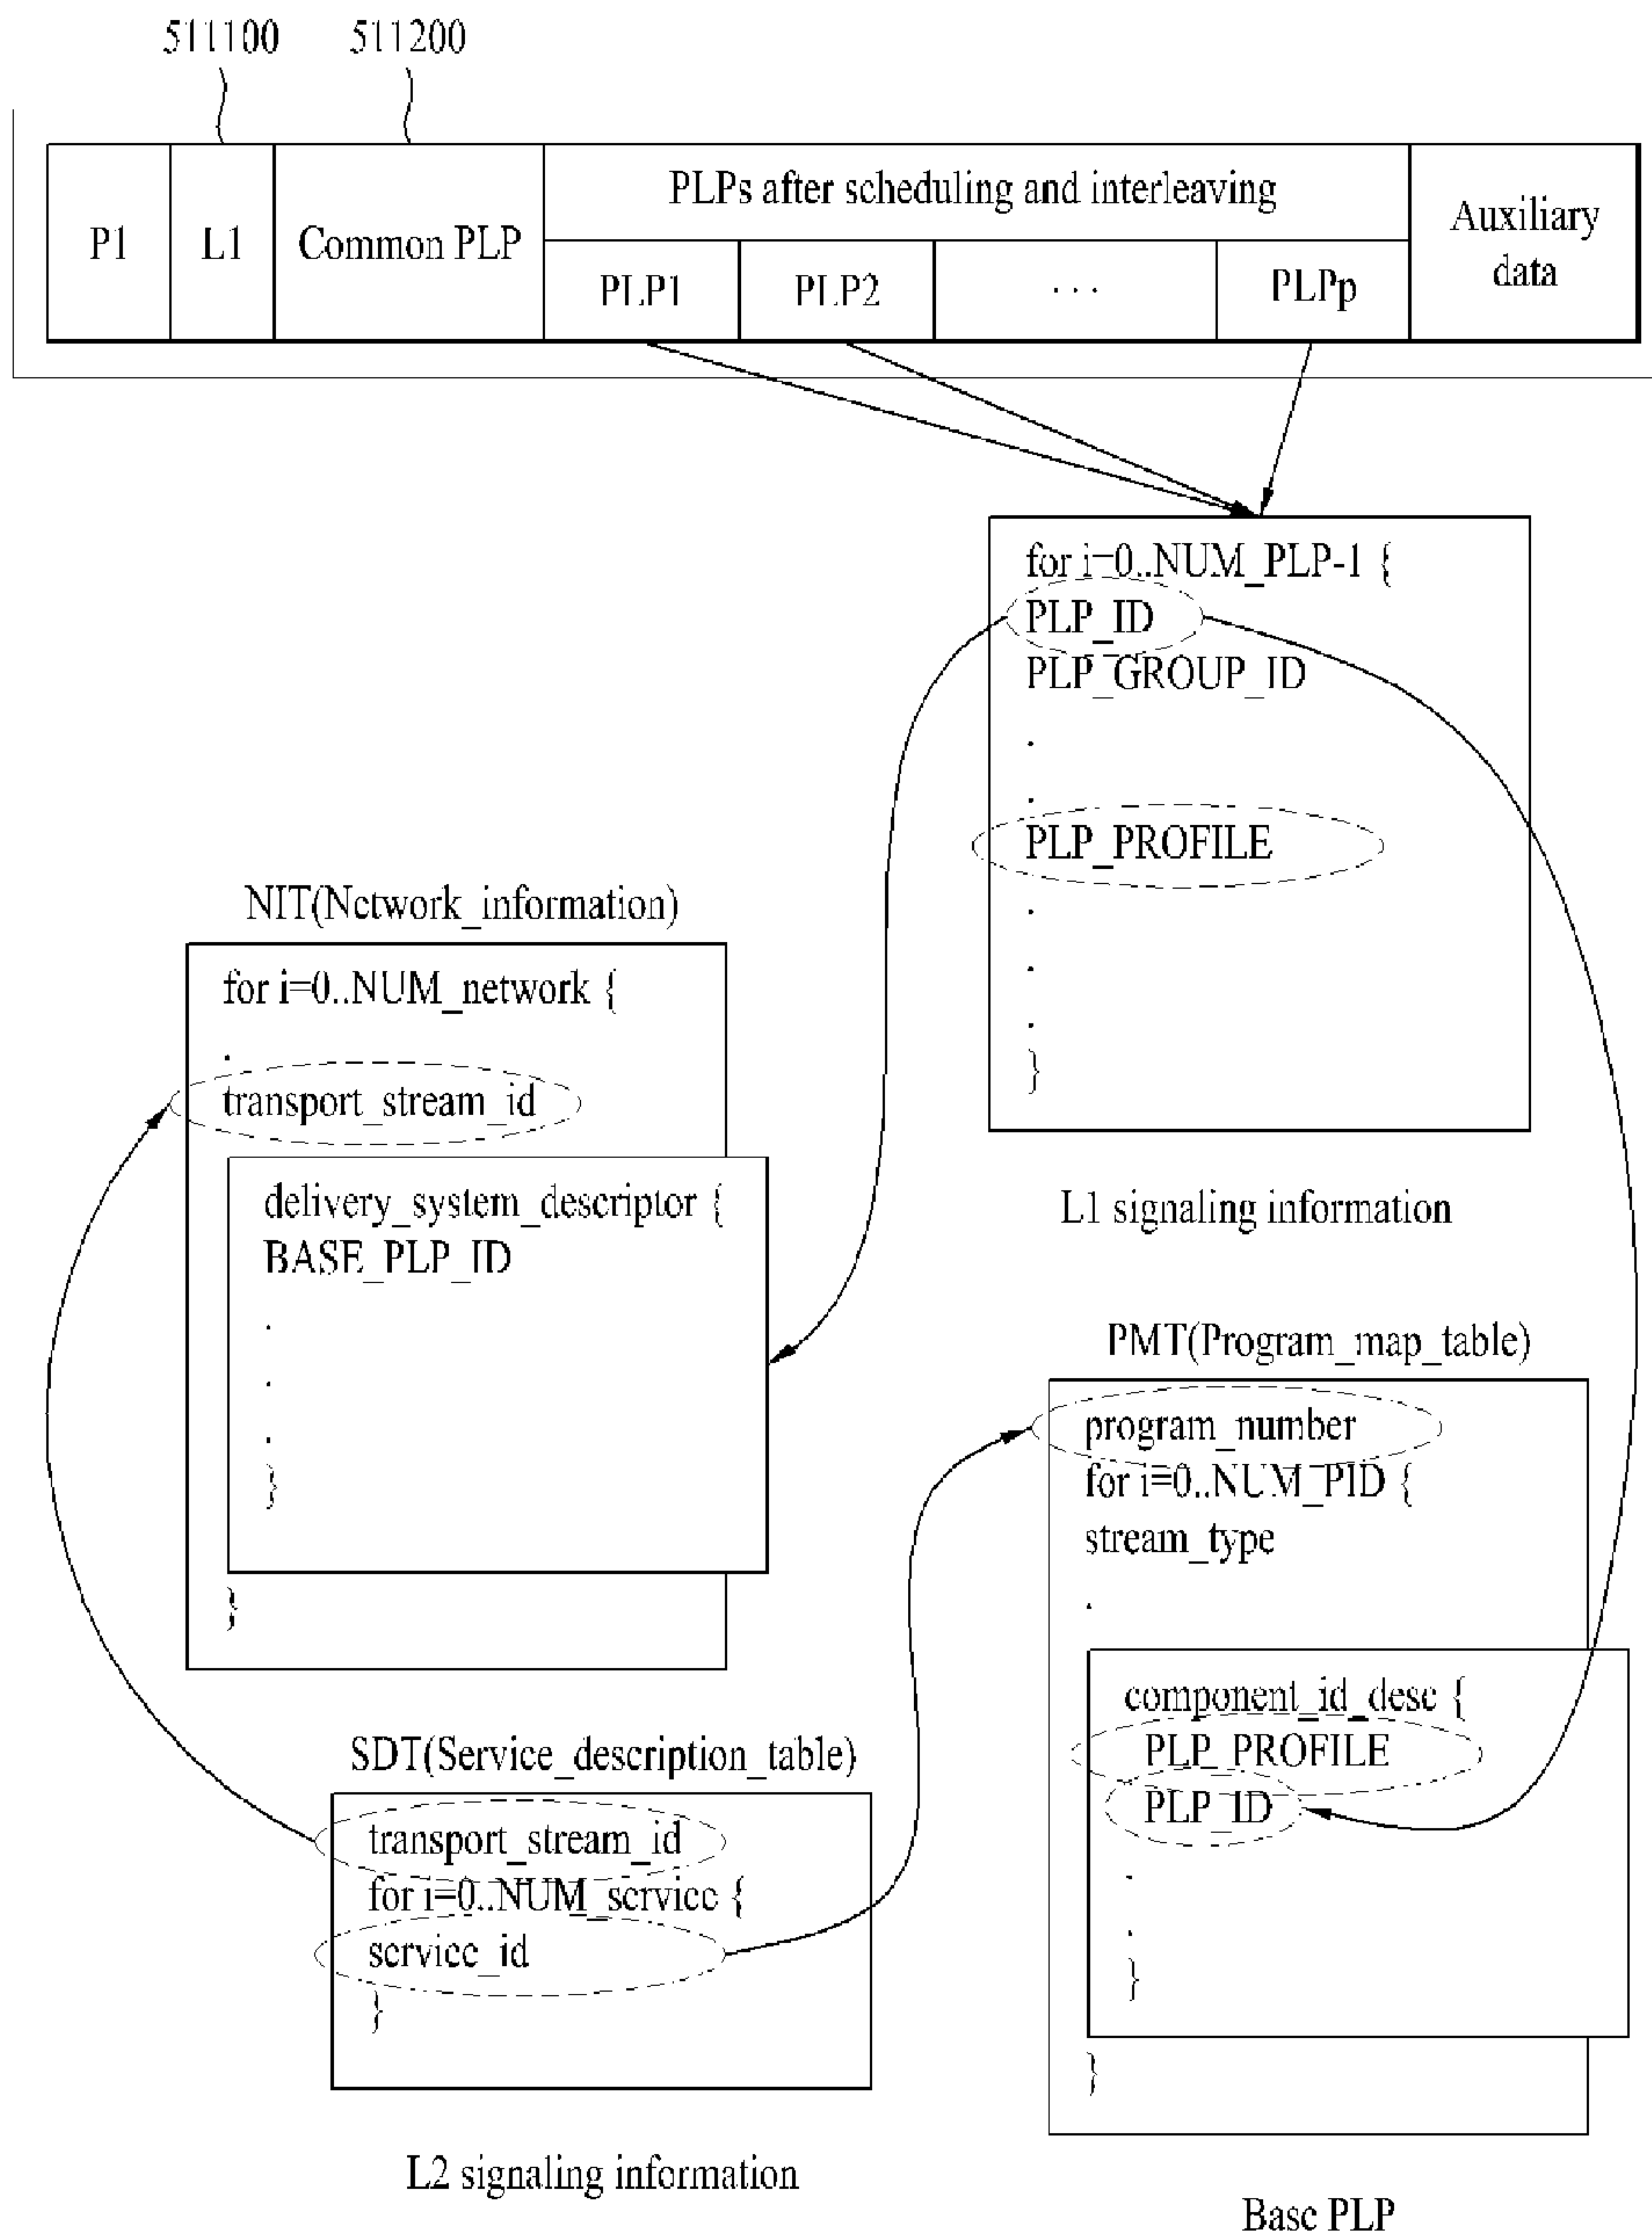 511100 511200
P1 L1 Common PLP PLPs after scheduling and interleaving Auxiliary data
PLP1 PLP2 . . . PLPp
for i=0..NUM_PLP-1 {
PLP_ID
PLP_GROUP_ID
.
.
PLP_PROFILE
.
.
.
}
L1 signaling information
NIT(Network_information)
for i=0..NUM_network {
.
transport_stream_id
delivery_system_descriptor {
BASE_PLP_ID
.
.
.
}
}
SDT(Service_description_table)
transport_stream_id
for i=0..NUM_service {
service_id
}
L2 signaling information
PMT(Program_map_table)
program_number
for i=0..NUM_PID {
stream_type
.
component_id_desc {
PLP_PROFILE
PLP_ID
.
.
}
}
Base PLP